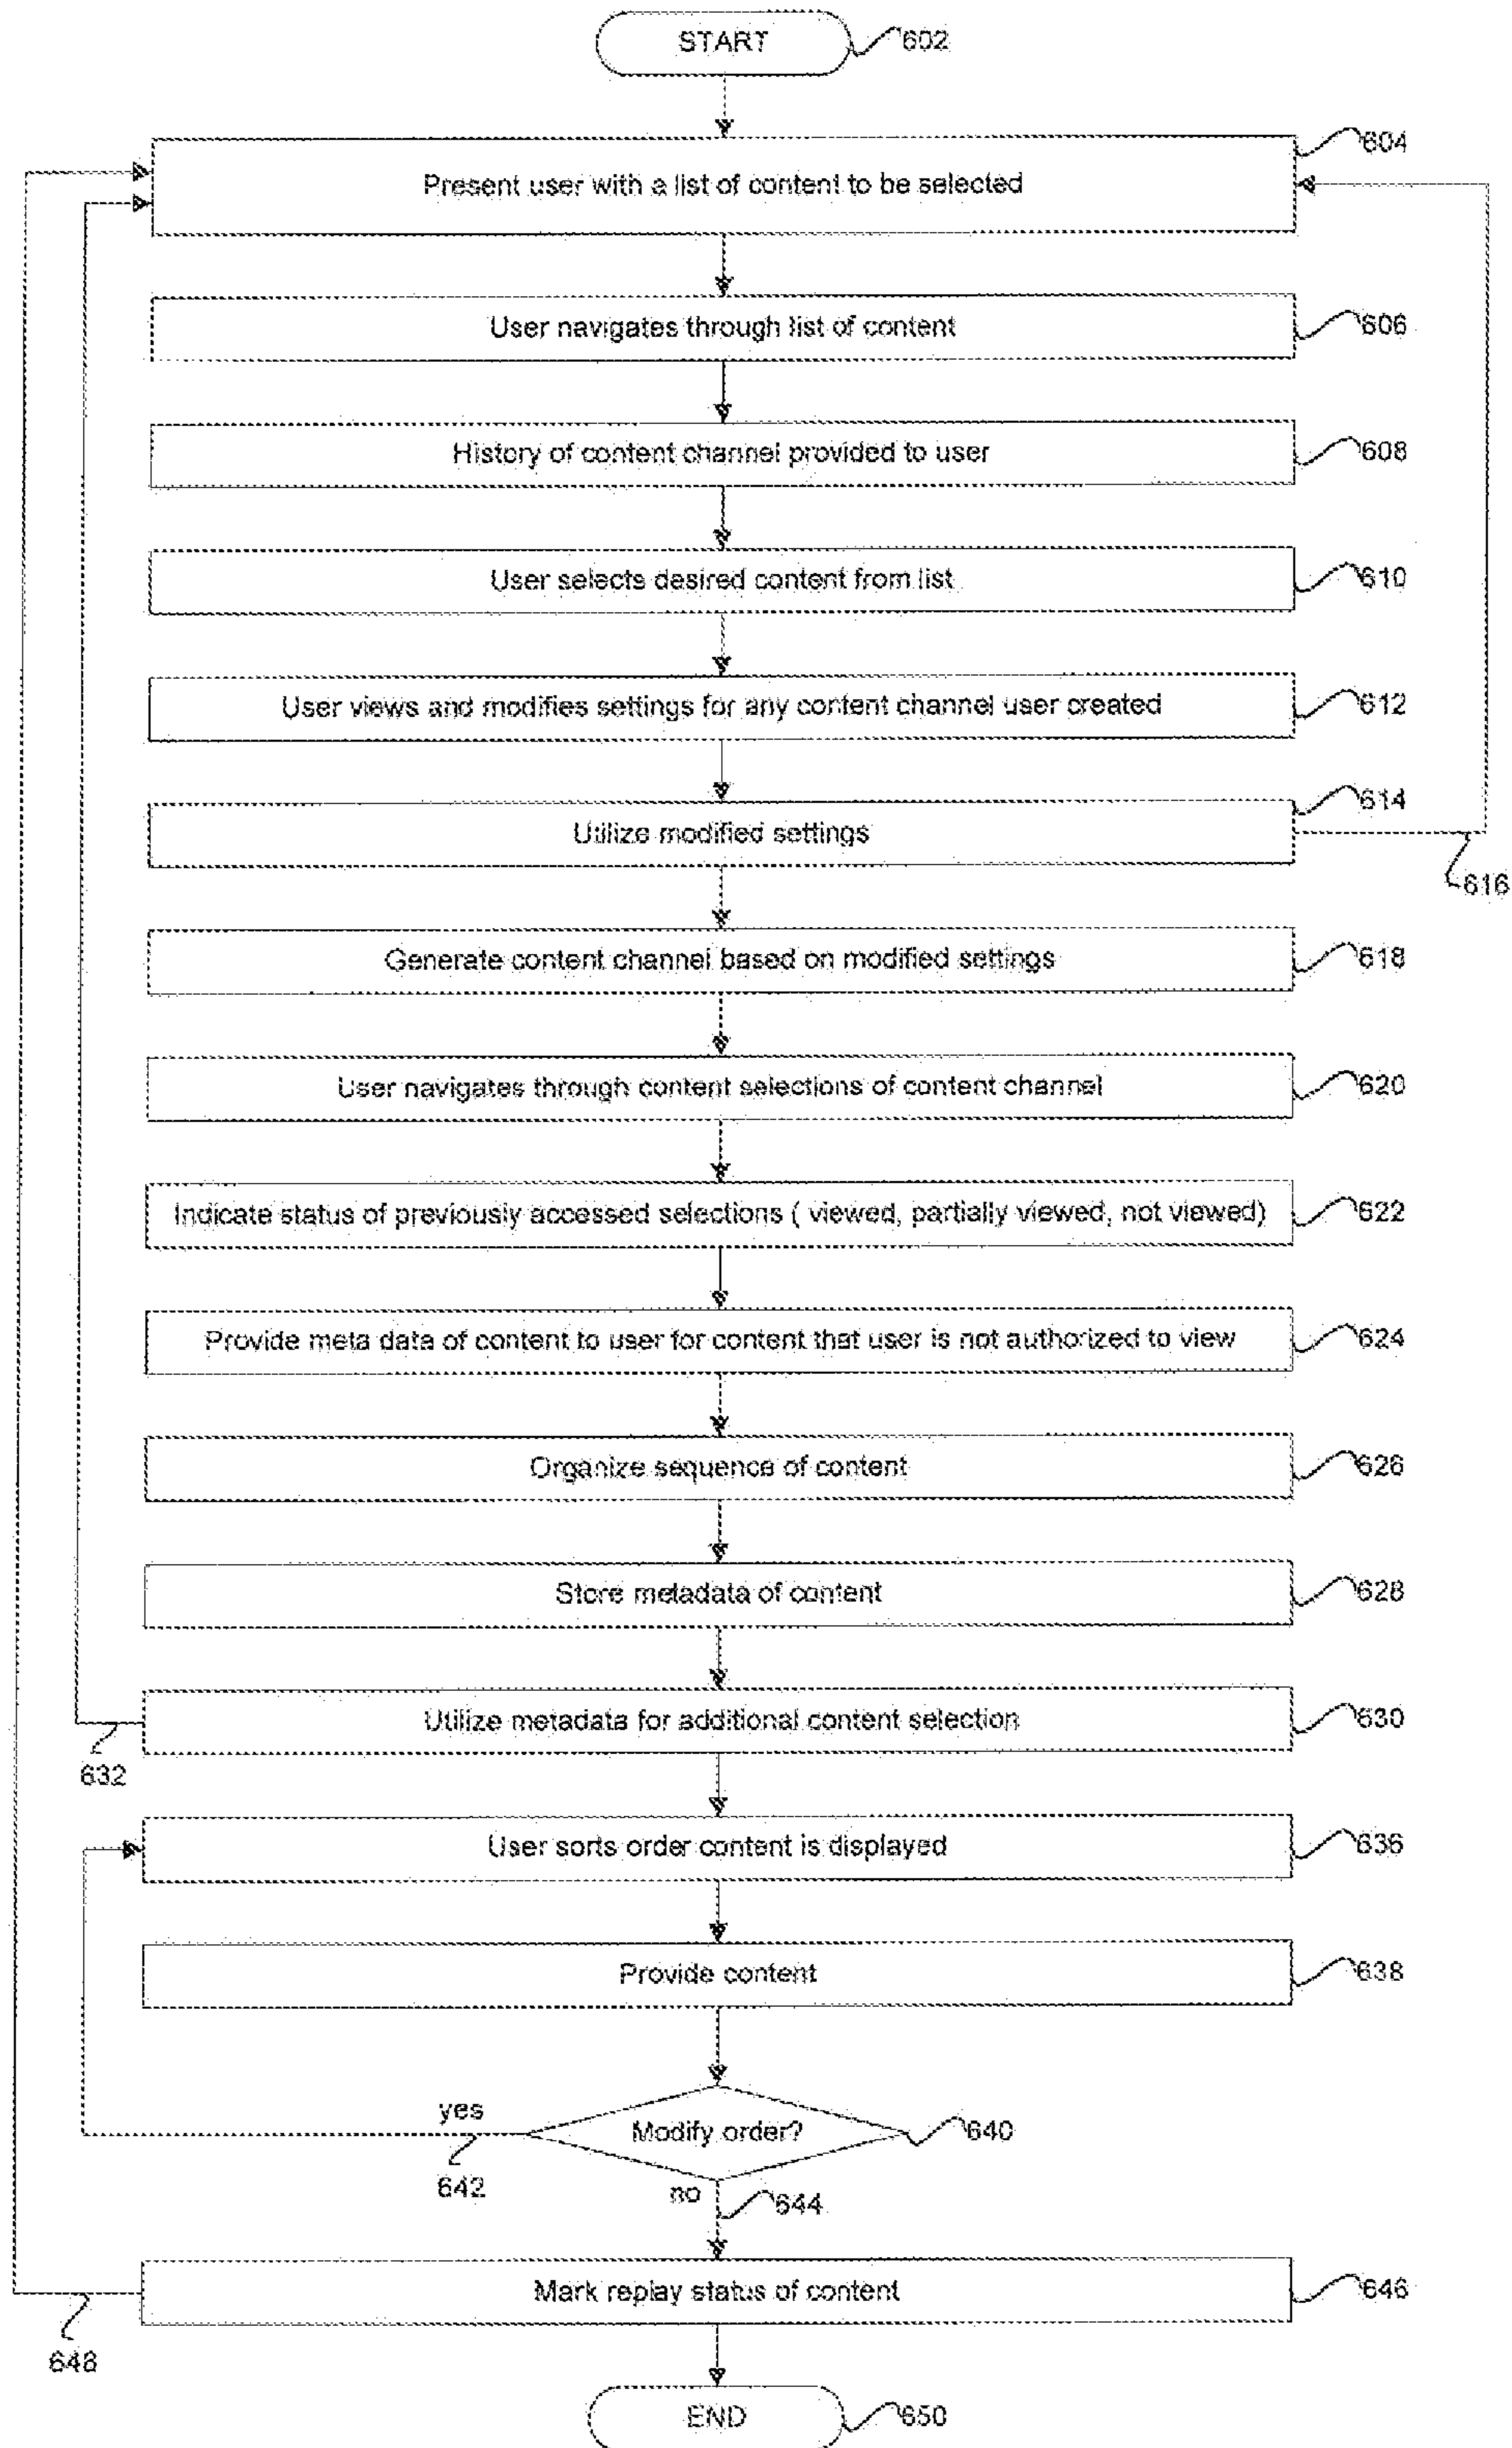 START
602
604
Present user with a list of content to be selected
User navigates through list of content
606
History of content channel provided to user
608
User selects desired content from list
610
User views and modifies settings for any content channel user created
612
614
Utilize modified settings
616
Generate content channel based on modified settings
618
User navigates through content selections of content channel
620
Indicate status of previously accessed selections ( viewed, partially viewed, not viewed)
622
Provide meta data of content to user for content that user is not authorized to view
624
Organize sequence of content
626
Store metadata of content
628
Utilize metadata for additional content selection
630
632
User sorts order content is displayed
636
Provide content
638
yes
Modify order?
640
642
no
644
Mark replay status of content
646
648
END
650